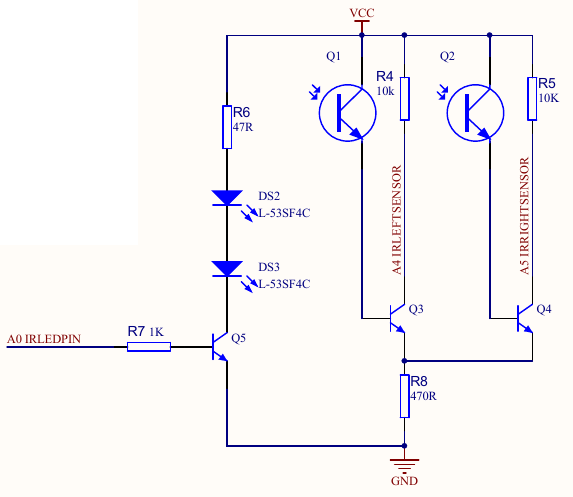 VCC
Q1
Q2
R4
10k
R5
10K
R6
47R
A4 IRLEFTSENSOR
A5 IRRIGHTSENSOR
DS2
L-53SF4C
DS3
L-53SF4C
Q3
Q4
A0 IRLEDPIN
R7 1K
Q5
R8
470R
GND